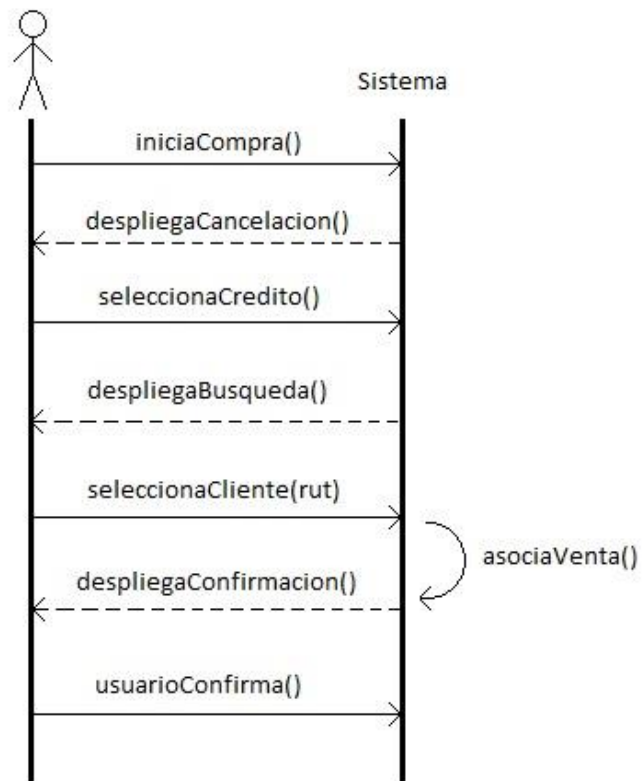 Sistema
iniciaCompra()
despliegaCancelacion()
seleccionaCredito()
despliegaBusqueda()
seleccionaCliente(rut)
asociaVenta()
despliegaConfirmacion()
usuarioConfirma()